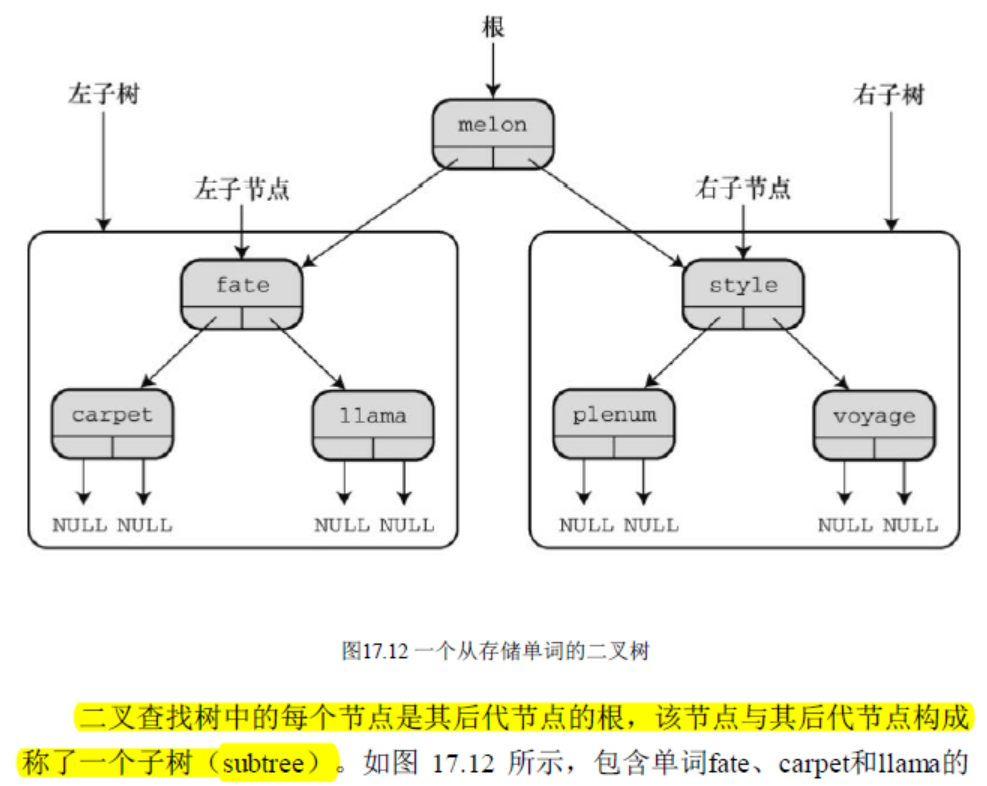 根
左子树
右子树
melon
左子节点
右子节点
fate
style
carpet
llama
plenum
voyage
NULL NULL
NULL NULL
NULL NULL
NULL NULL
图17.12 一个从存储单词的二叉树
二叉查找树中的每个节点是其后代节点的根，该节点与其后代节点构成
称了一个子树（subtree）。如图 17.12 所示，包含单词fate、carpet和llama的